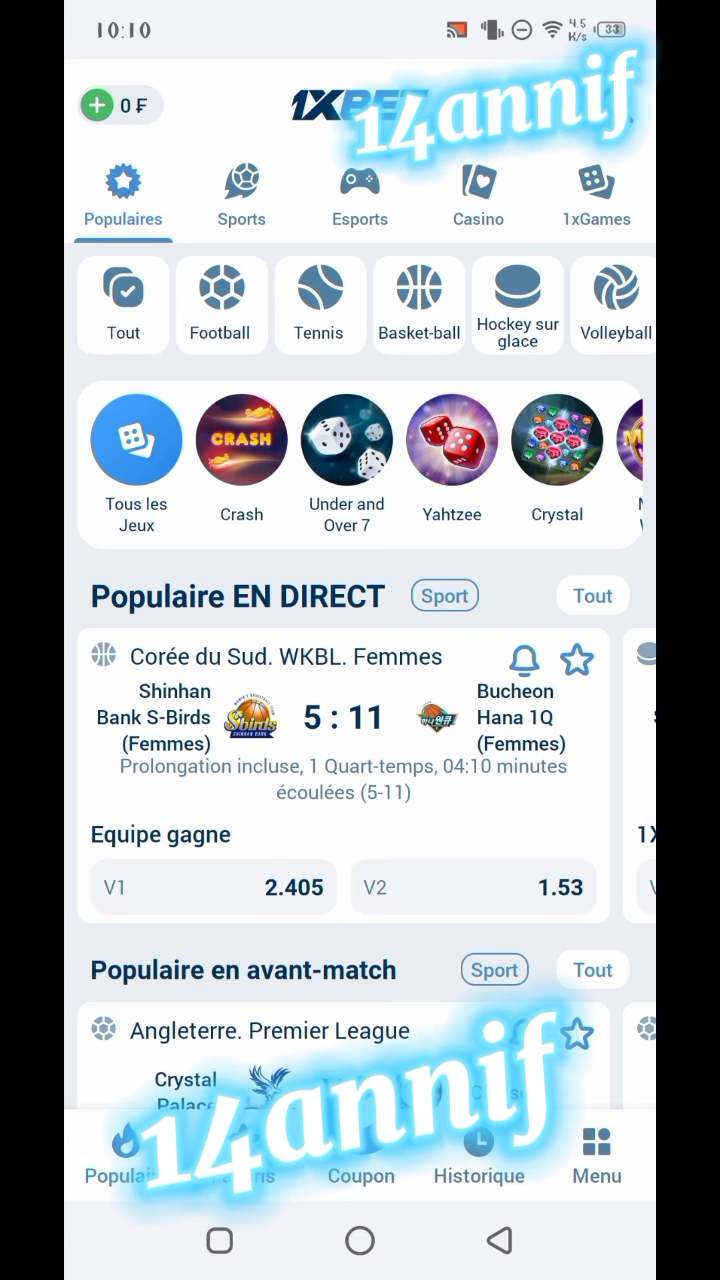 10:10
4.5
K/s
33
0 ₣
1XBET
14annif
Populaires
Sports
Esports
Casino
1xGames
Tout
Football
Tennis
Basket-ball
Hockey sur
glace
Volleyball
CRASH
Tous les
Jeux
Crash
Under and
Over 7
Yahtzee
Crystal
Populaire EN DIRECT
Sport
Tout
Corée du Sud. WKBL. Femmes
Shinhan
Bank S-Birds
(Femmes)
5 : 11
Bucheon
Hana 1Q
(Femmes)
Prolongation incluse, 1 Quart-temps, 04:10 minutes
écoulées (5-11)
Equipe gagne
V1
2.405
V2
1.53
Populaire en avant-match
Sport
Tout
Angleterre. Premier League
Crystal
Palace
14annif
Coupon
Historique
Menu